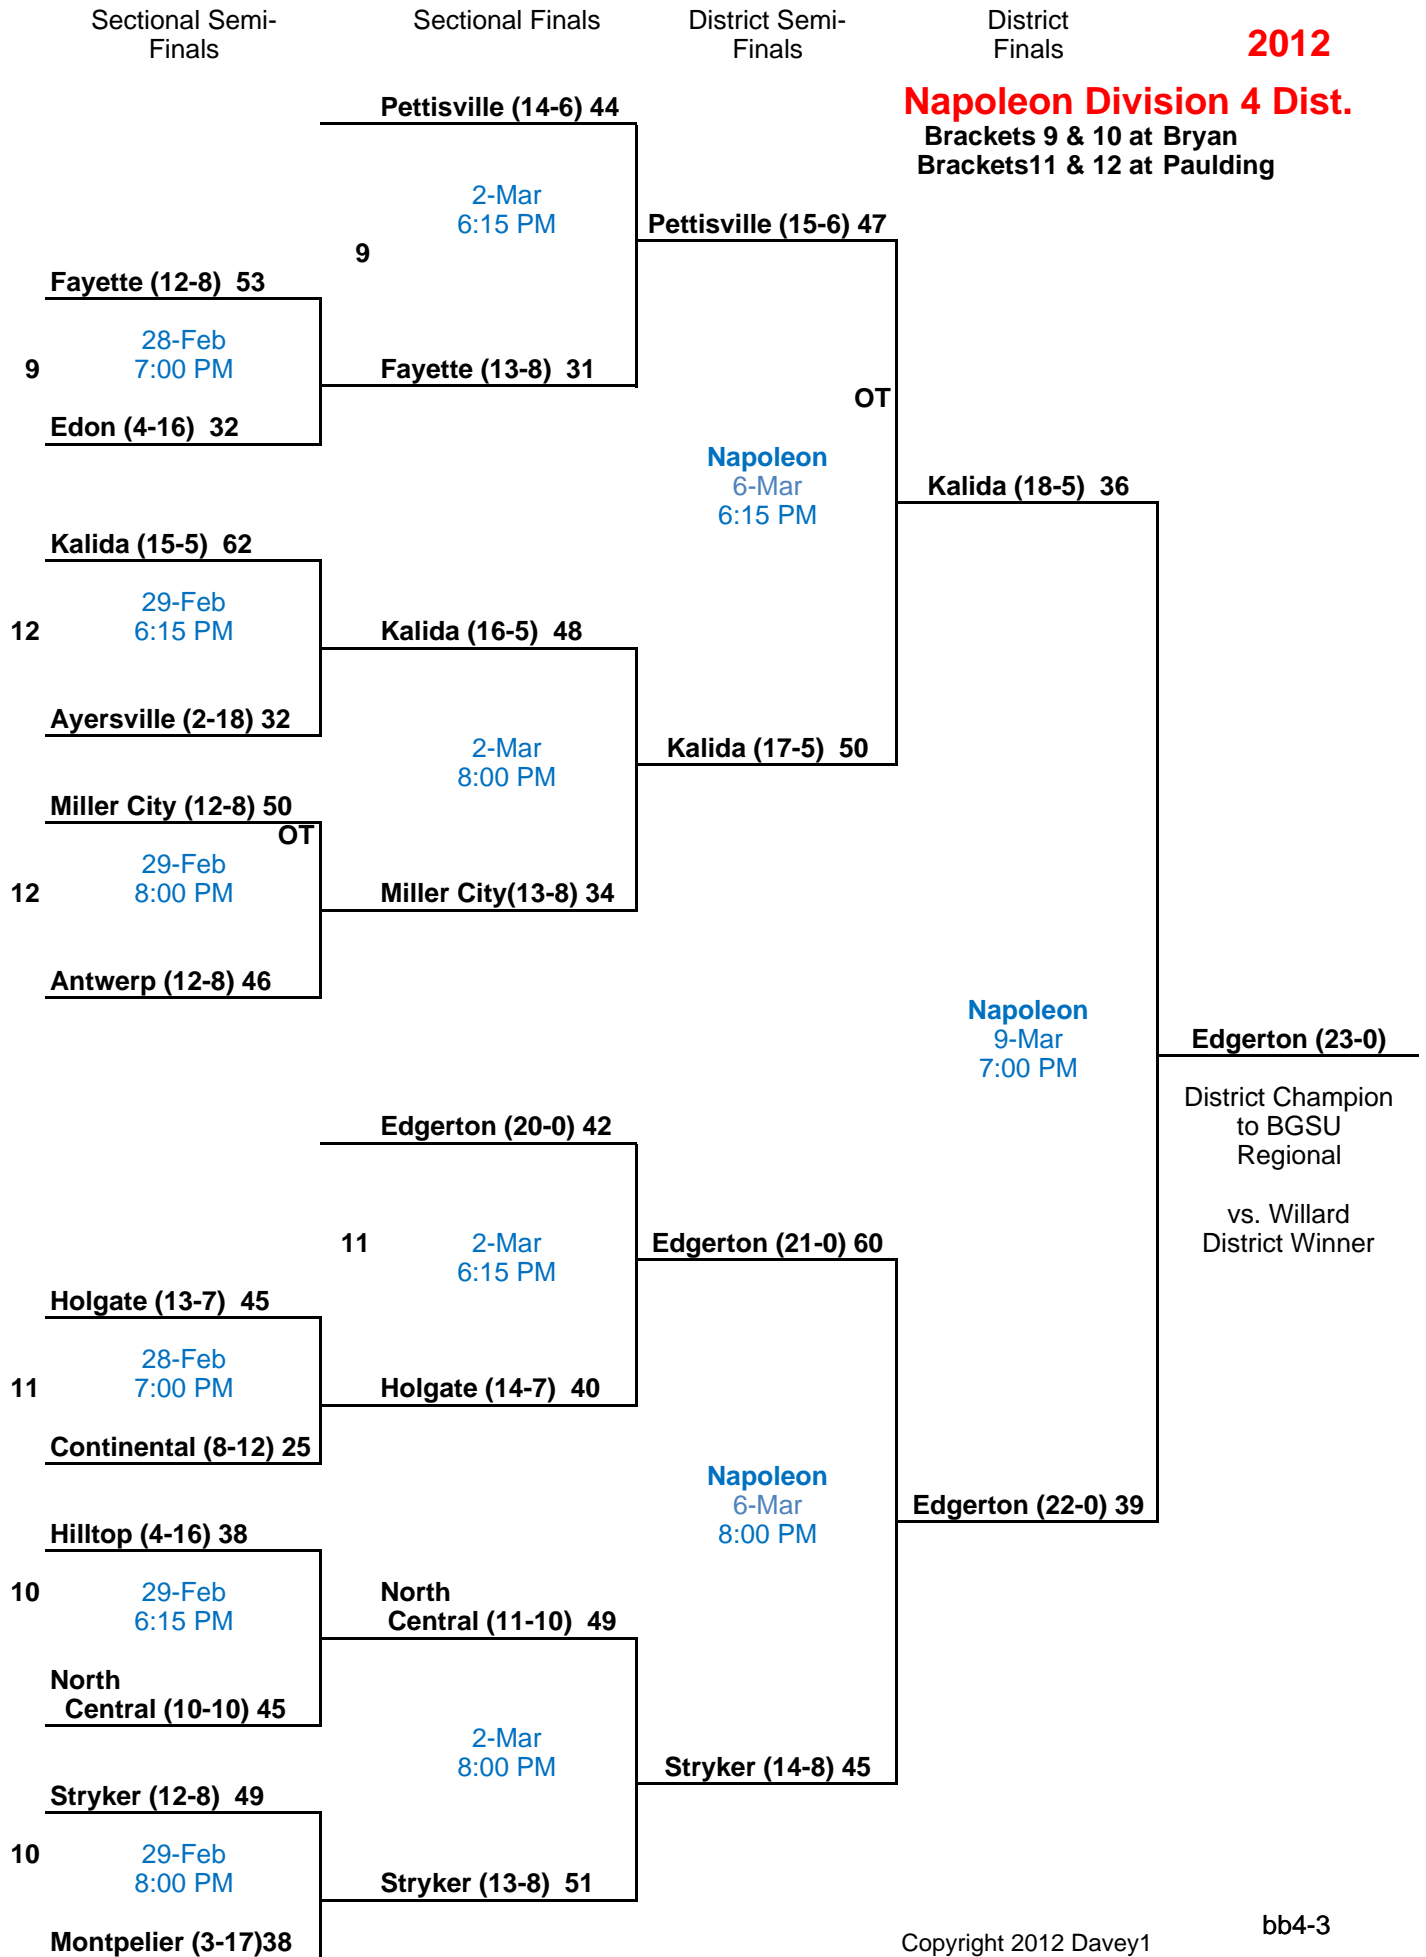 Sectional Semi-
Finals
Sectional Finals
District Semi-
Finals
District
Finals
2012
Napoleon Division 4 Dist.
Brackets 9 & 10 at Bryan
Brackets11 & 12 at Paulding
Pettisville (14-6) 44
2-Mar
6:15 PM
9
Pettisville (15-6) 47
Fayette (12-8) 53
28-Feb
7:00 PM
9
Fayette (13-8) 31
OT
Edon (4-16) 32
Napoleon
6-Mar
6:15 PM
Kalida (18-5) 36
Kalida (15-5) 62
29-Feb
6:15 PM
12
Kalida (16-5) 48
Ayersville (2-18) 32
2-Mar
8:00 PM
Kalida (17-5) 50
Miller City (12-8) 50
OT
29-Feb
8:00 PM
12
Miller City(13-8) 34
Antwerp (12-8) 46
Napoleon
9-Mar
7:00 PM
Edgerton (23-0)
District Champion
to BGSU
Regional
vs. Willard
District Winner
Edgerton (20-0) 42
11
2-Mar
6:15 PM
Edgerton (21-0) 60
Holgate (13-7) 45
28-Feb
7:00 PM
11
Holgate (14-7) 40
Continental (8-12) 25
Napoleon
6-Mar
8:00 PM
Edgerton (22-0) 39
Hilltop (4-16) 38
10
29-Feb
6:15 PM
North
Central (11-10) 49
North
Central (10-10) 45
2-Mar
8:00 PM
Stryker (14-8) 45
Stryker (12-8) 49
10
29-Feb
8:00 PM
Stryker (13-8) 51
Montpelier (3-17)38
Copyright 2012 Davey1
bb4-3